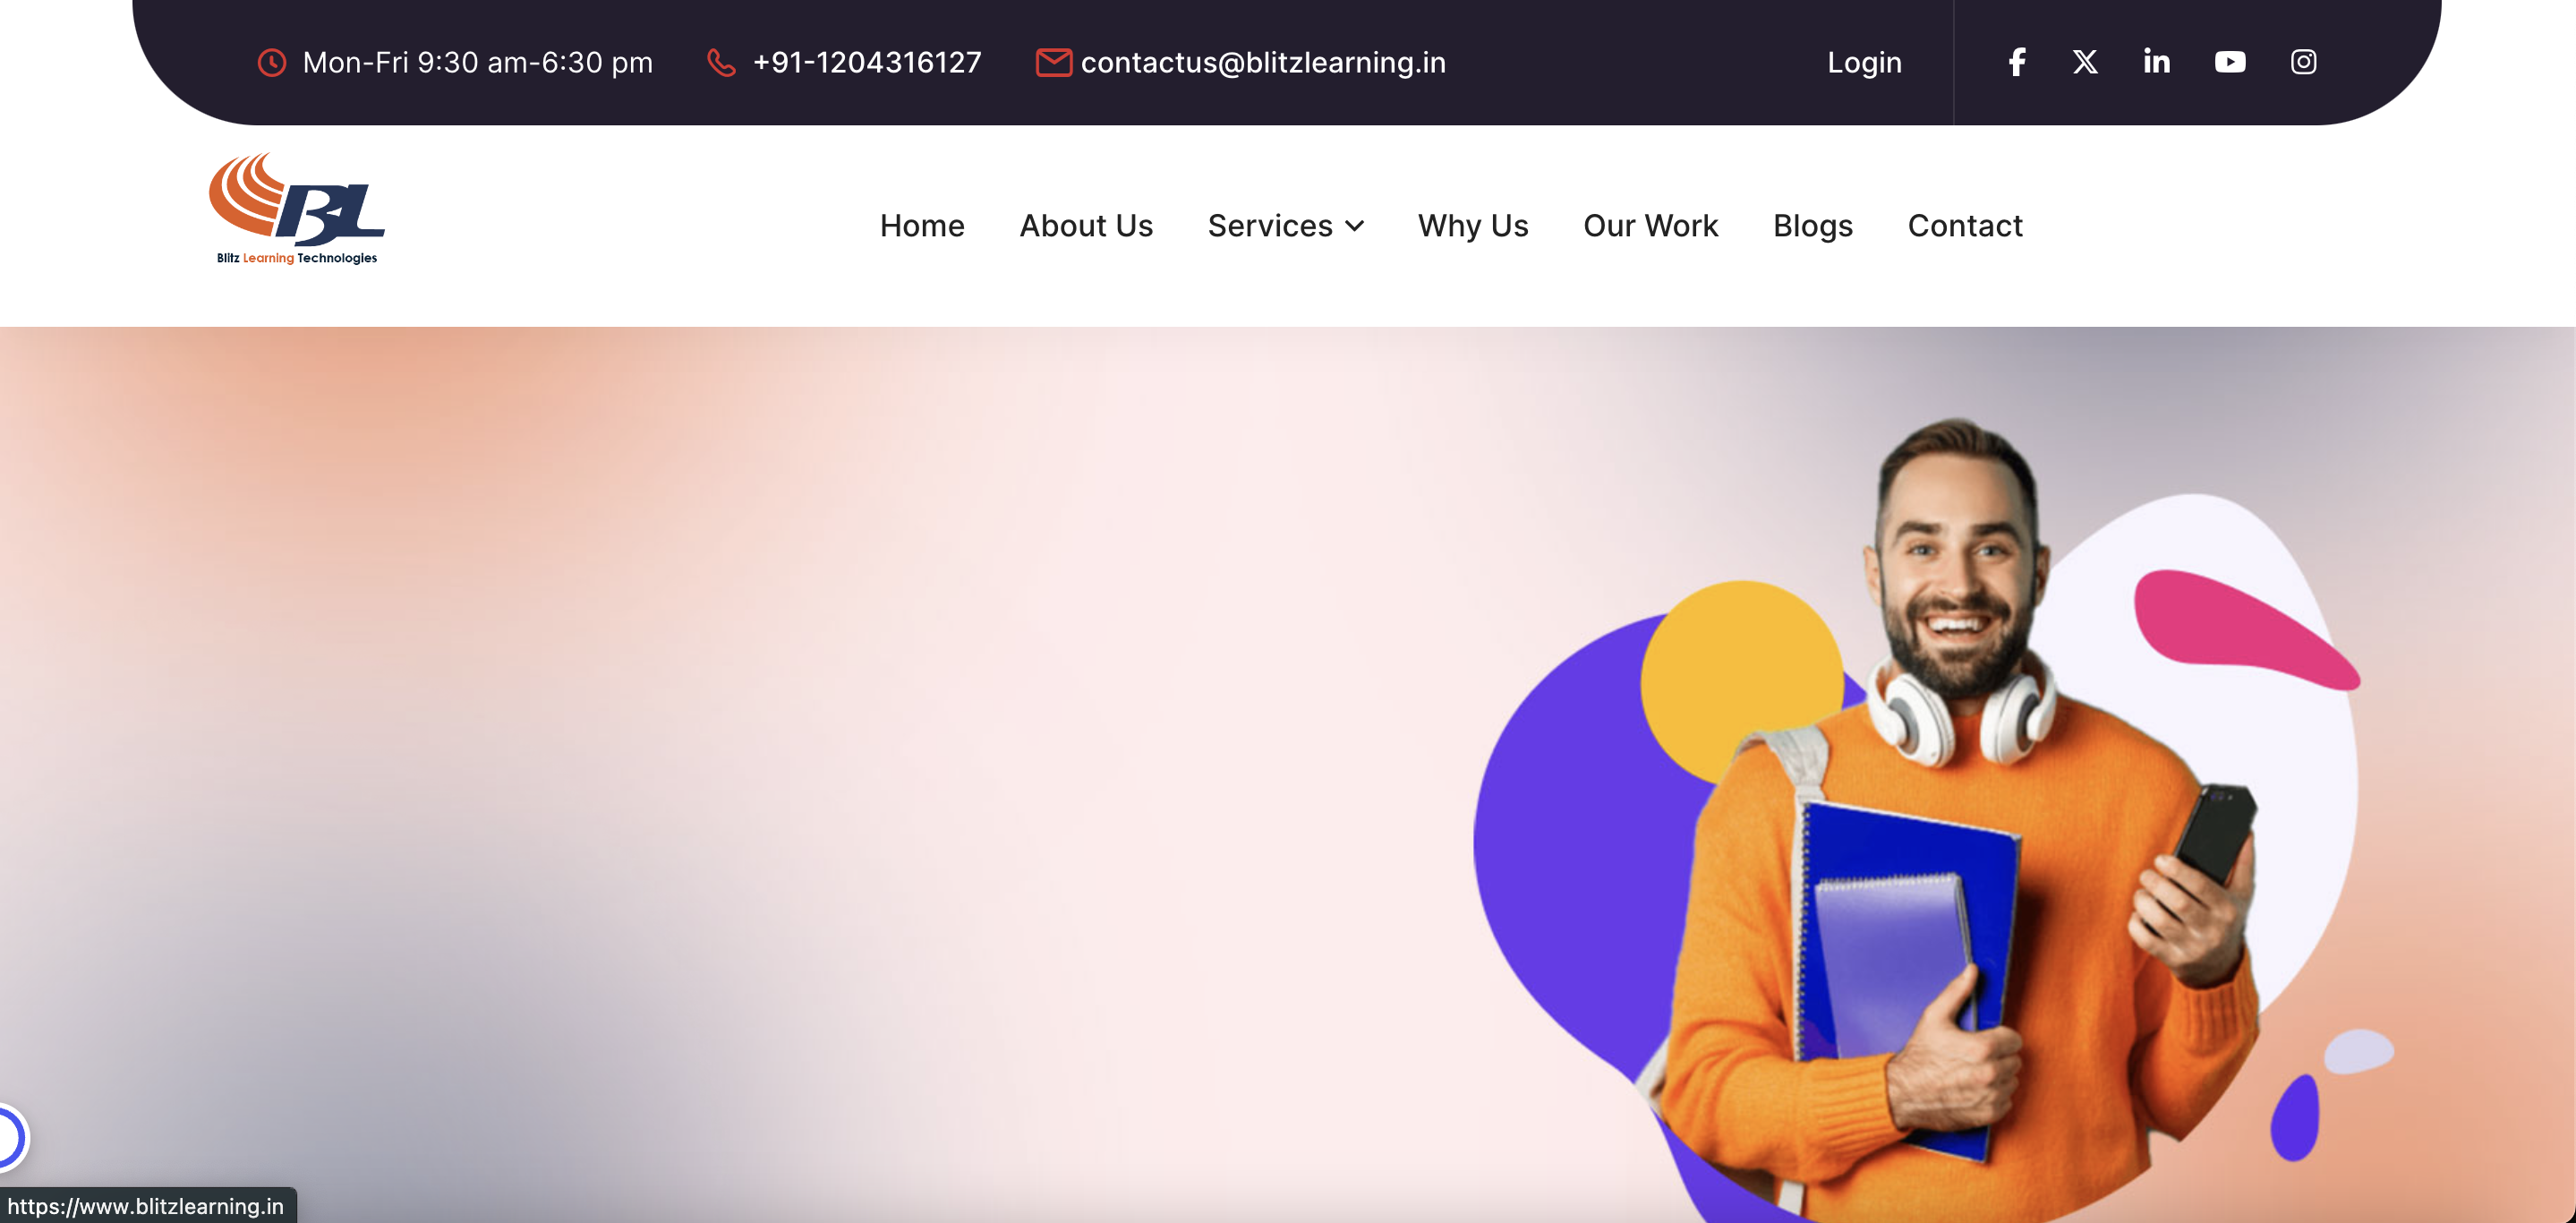 Mon-Fri 9:30 am-6:30 pm +91-1204316127 contactus@blitzlearning.in Login
BL
Blitz Learning Technologies
Home About Us Services Why Us Our Work Blogs Contact
https://www.blitzlearning.in